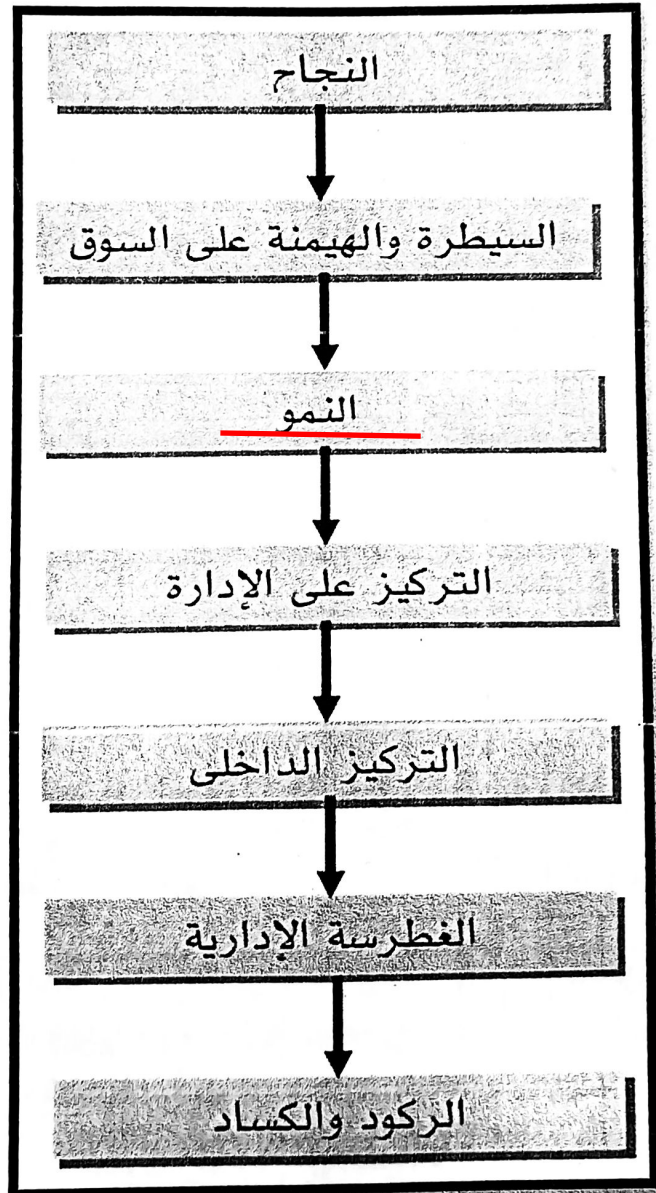 النجاح
السيطرة والهيمنة على السوق
النمو
التركيز على الإدارة
التركيز الداخلى
الغطرسة الإدارية
الركود والكساد